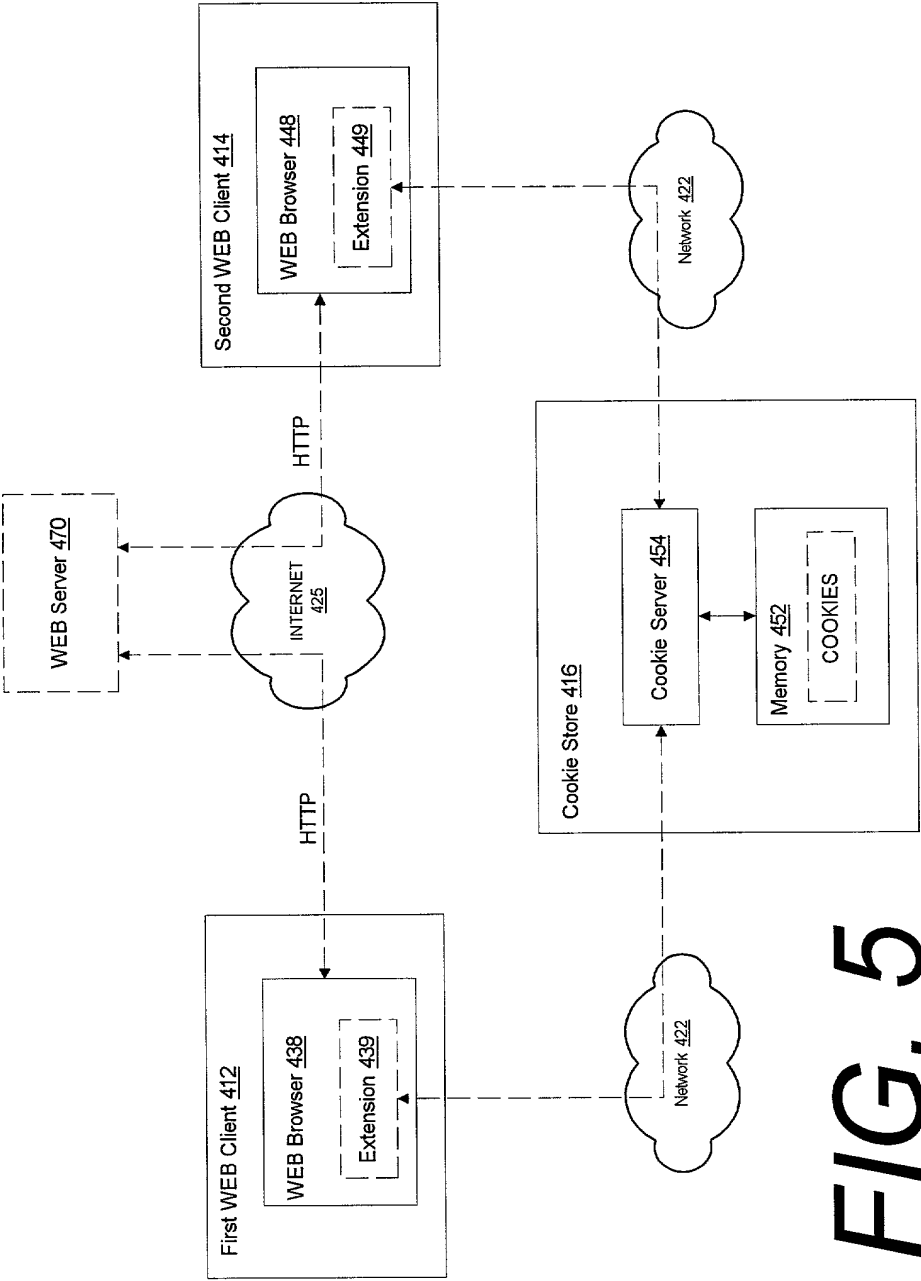 WEB Server 470
First WEB Client 412
WEB Browser 438
Extension 439
HTTP
INTERNET
425
HTTP
Second WEB Client 414
WEB Browser 448
Extension 449
Network 422
Cookie Store 416
Cookie Server 454
Memory 452
COOKIES
Network 422
FIG. 5